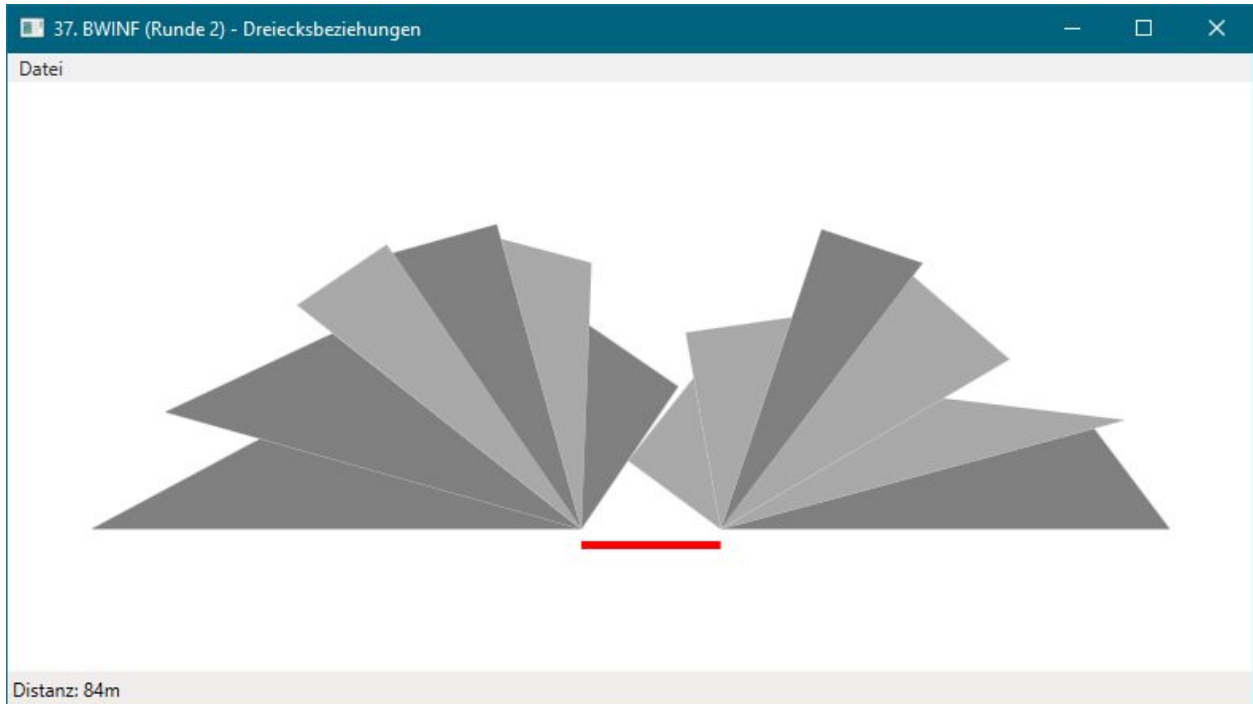 37. BWINF (Runde 2) - Dreiecksbeziehungen
Datei
Distanz: 84m